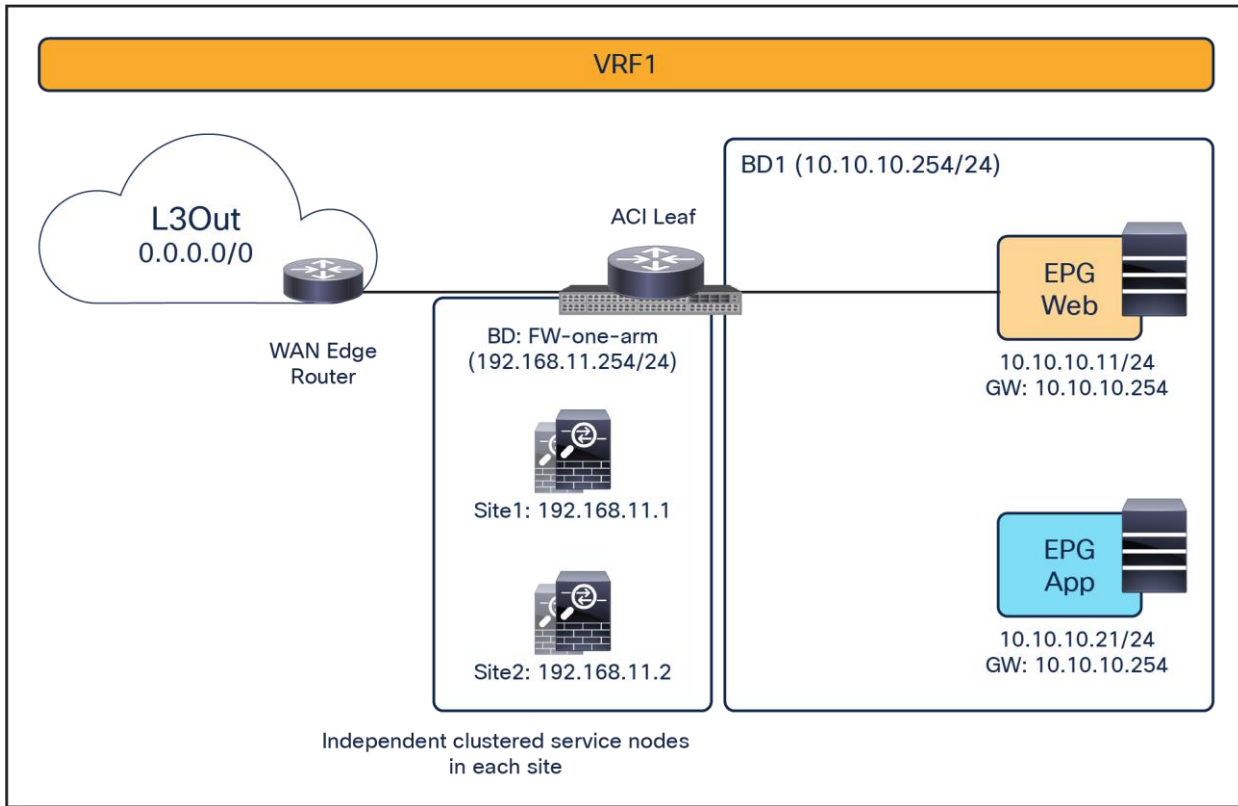 VRF1
L3Out
0.0.0.0/0
WAN Edge
Router
ACI Leaf
BD: FW-one-arm
(192.168.11.254/24)
Site1: 192.168.11.1
Site2: 192.168.11.2
Independent clustered service nodes
in each site
BD1 (10.10.10.254/24)
EPG
Web
10.10.10.11/24
GW: 10.10.10.254
EPG
App
10.10.10.21/24
GW: 10.10.10.254